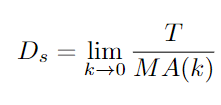 D_s = \lim_{k \to 0} \frac{T}{MA(k)}